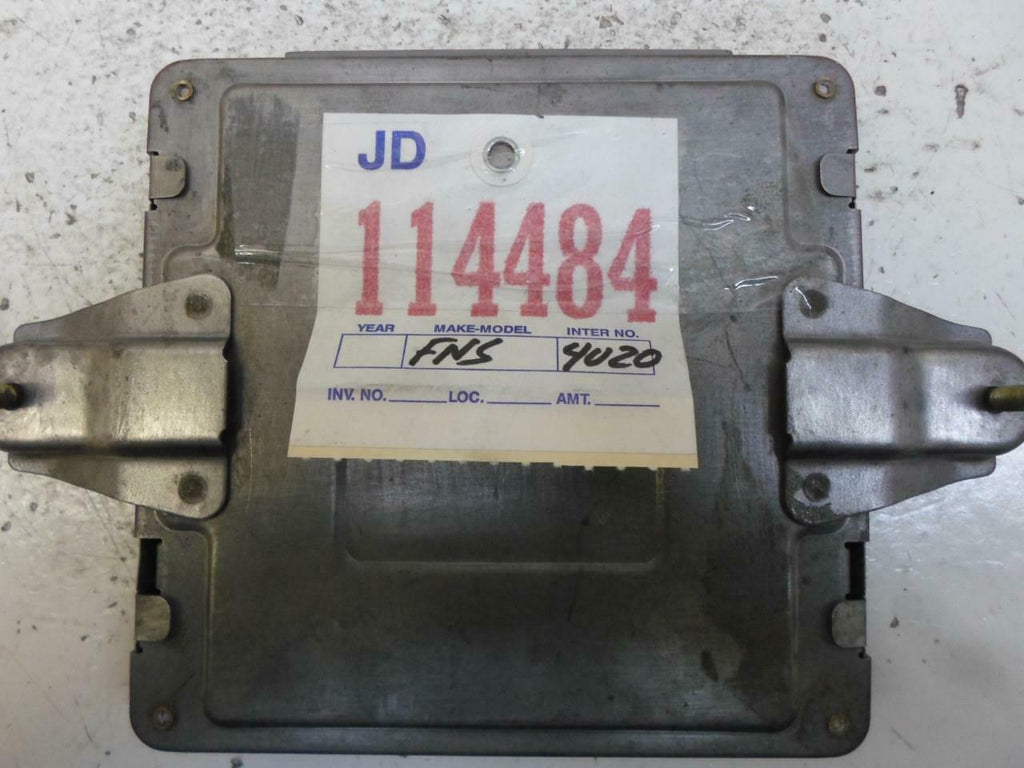 JD
114484
YEAR MAKE-MODEL INTER NO.
FNS 4U20
INV. NO. LOC. AMT.